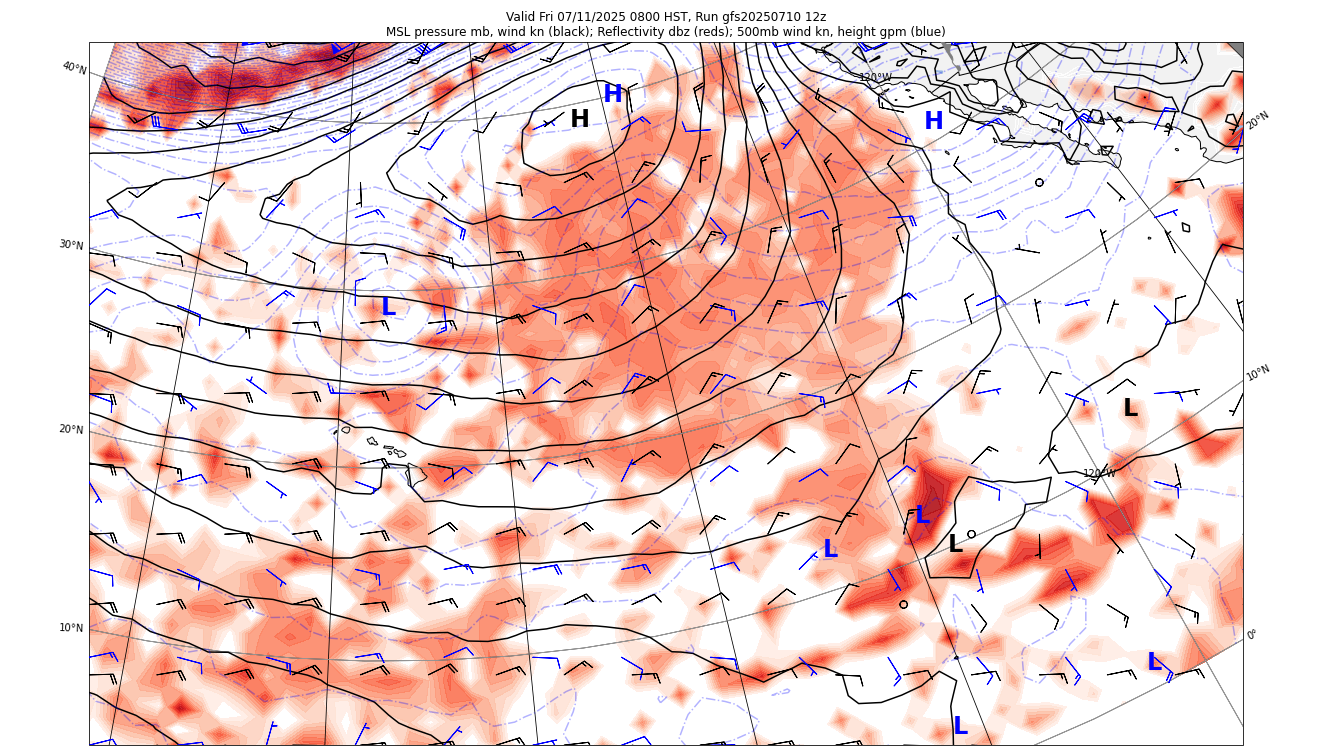 Valid Fri 07/11/2025 0800 HST, Run gfs20250710 12z
MSL pressure mb, wind kn (black); Reflectivity dbz (reds); 500mb wind kn, height gpm (blue)
40°N
120°W
H
H
H
20°N
30°N
L
10°N
L
20°N
120°W
L
L
L
10°N
0°
L
L